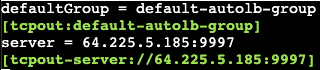 defaultGroup = default-autolb-group
[tcpout:default-autolb-group]
server = 64.225.5.185:9997
[tcpout-server://64.225.5.185:9997]